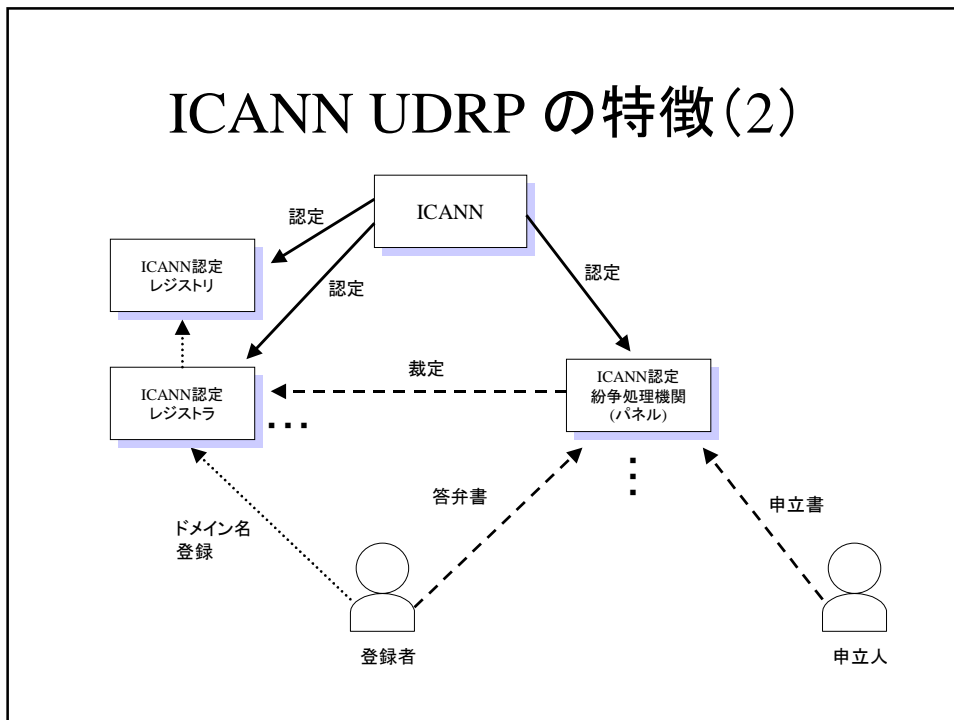 ICANN UDRP の特徴(2)
ICANN
認定
ICANN認定
レジストリ
認定
認定
裁定
ICANN認定
レジストラ
ICANN認定
紛争処理機関
(パネル)
答弁書
申立書
ドメイン名
登録
登録者
申立人